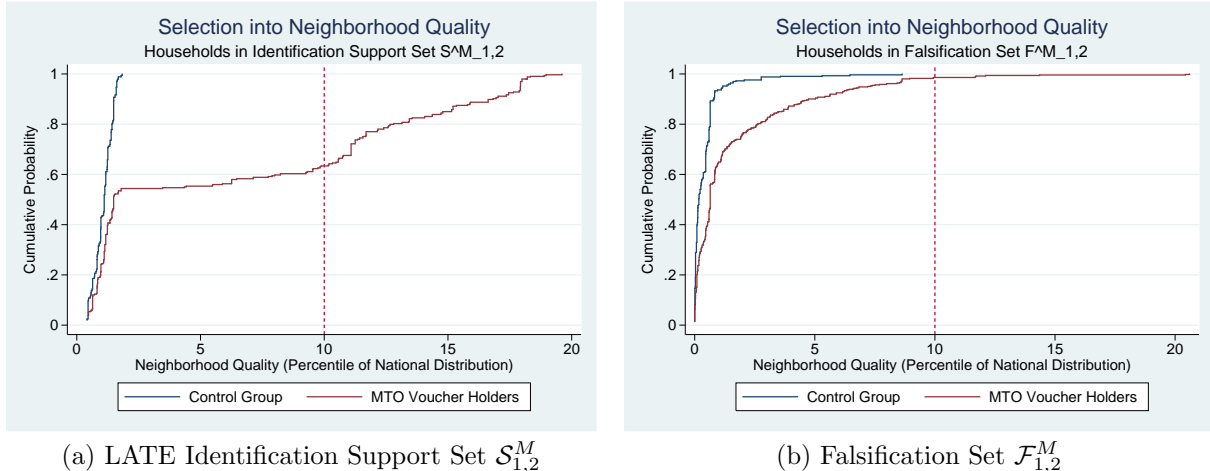 Selection into Neighborhood Quality
Households in Identification Support Set S^M_1,2
Cumulative Probability
1
.8
.6
.4
.2
0
0 5 10 15 20
Neighborhood Quality (Percentile of National Distribution)
Control Group MTO Voucher Holders
(a) LATE Identification Support Set 𝒮^M_{1,2}
Selection into Neighborhood Quality
Households in Falsification Set F^M_1,2
Cumulative Probability
1
.8
.6
.4
.2
0
0 5 10 15 20
Neighborhood Quality (Percentile of National Distribution)
Control Group MTO Voucher Holders
(b) Falsification Set ℱ^M_{1,2}